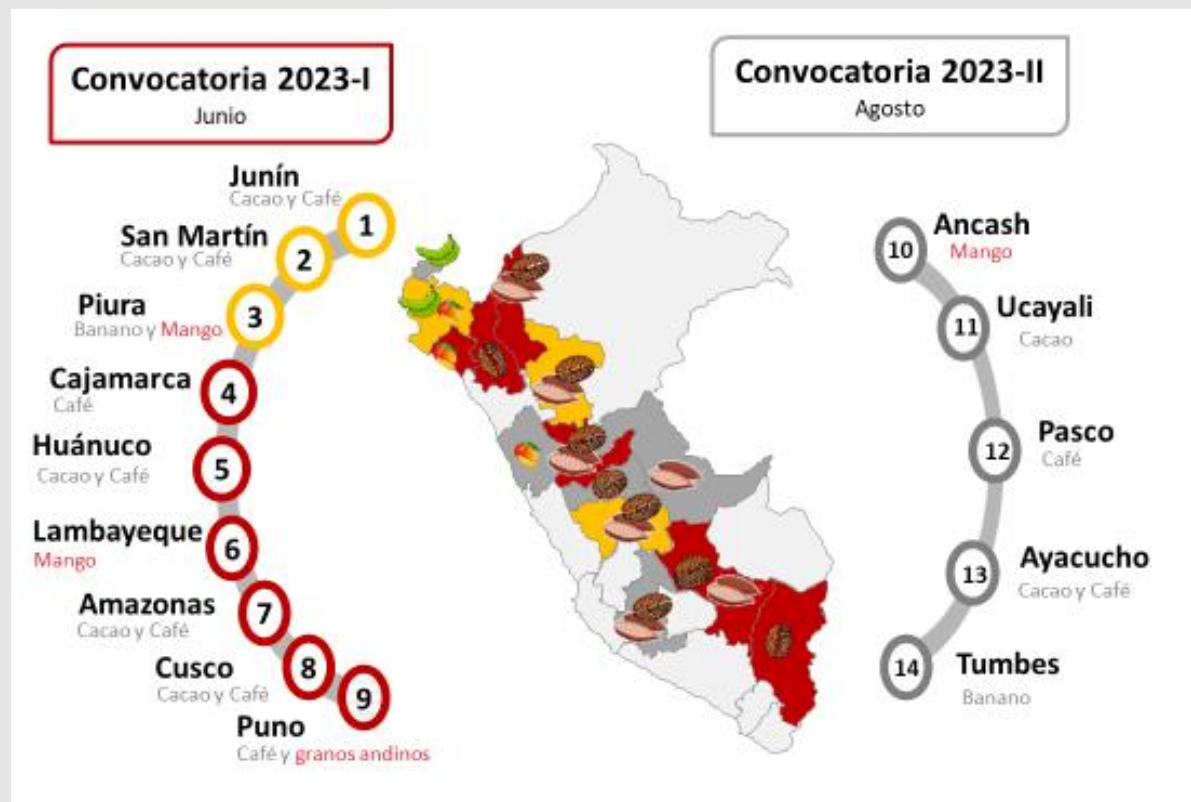 Convocatoria 2023-I
Junio
Convocatoria 2023-II
Agosto
Junín
Cacao y Café
1
San Martín
Cacao y Café
2
Piura
Banano y Mango
3
Cajamarca
Café
4
Huánuco
Cacao y Café
5
Lambayeque
Mango
6
Amazonas
Cacao y Café
7
Cusco
Cacao y Café
8
Puno
Café y granos andinos
9
10
Ancash
Mango
11
Ucayali
Cacao
12
Pasco
Café
13
Ayacucho
Cacao y Café
14
Tumbes
Banano